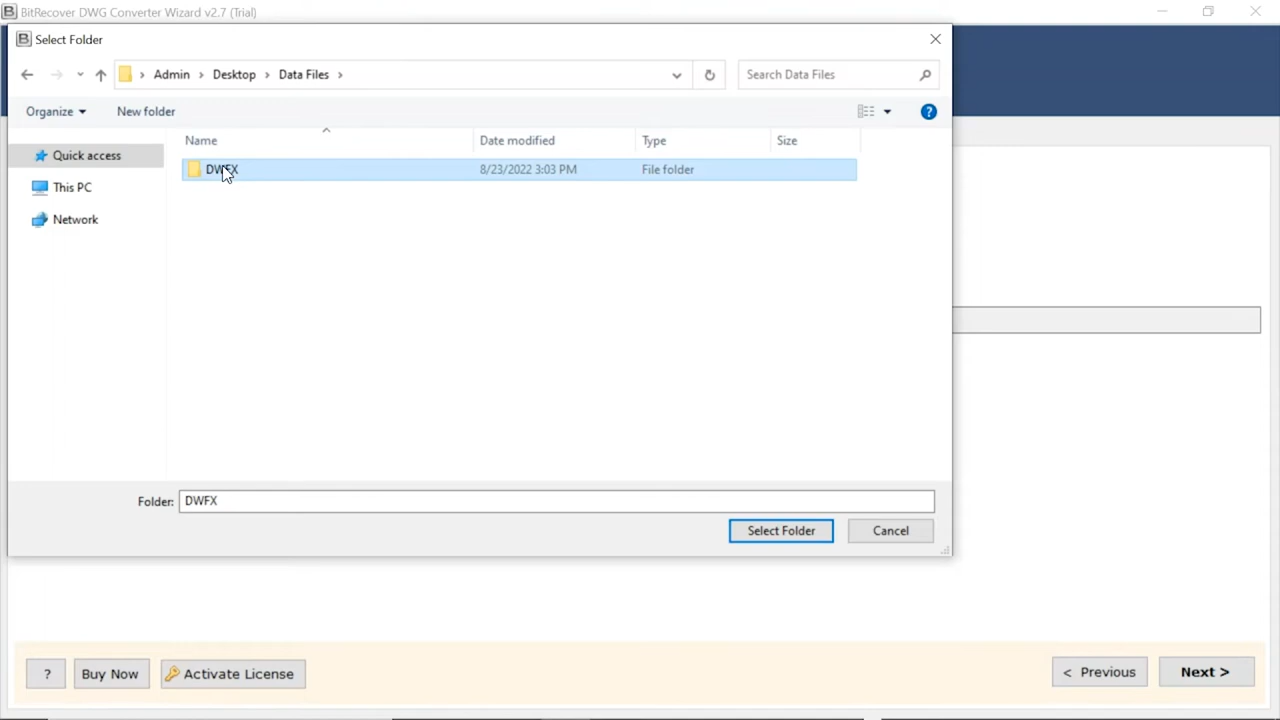 BitRecover DWG Converter Wizard v2.7 (Trial)
Select Folder
Admin > Desktop > Data Files >
Search Data Files
Organize
New folder
Name
Date modified
Type
Size
Quick access
DWFX
8/23/2022 3:03 PM
File folder
This PC
Network
Folder: DWFX
Select Folder
Cancel
?
Buy Now
Activate License
< Previous
Next >